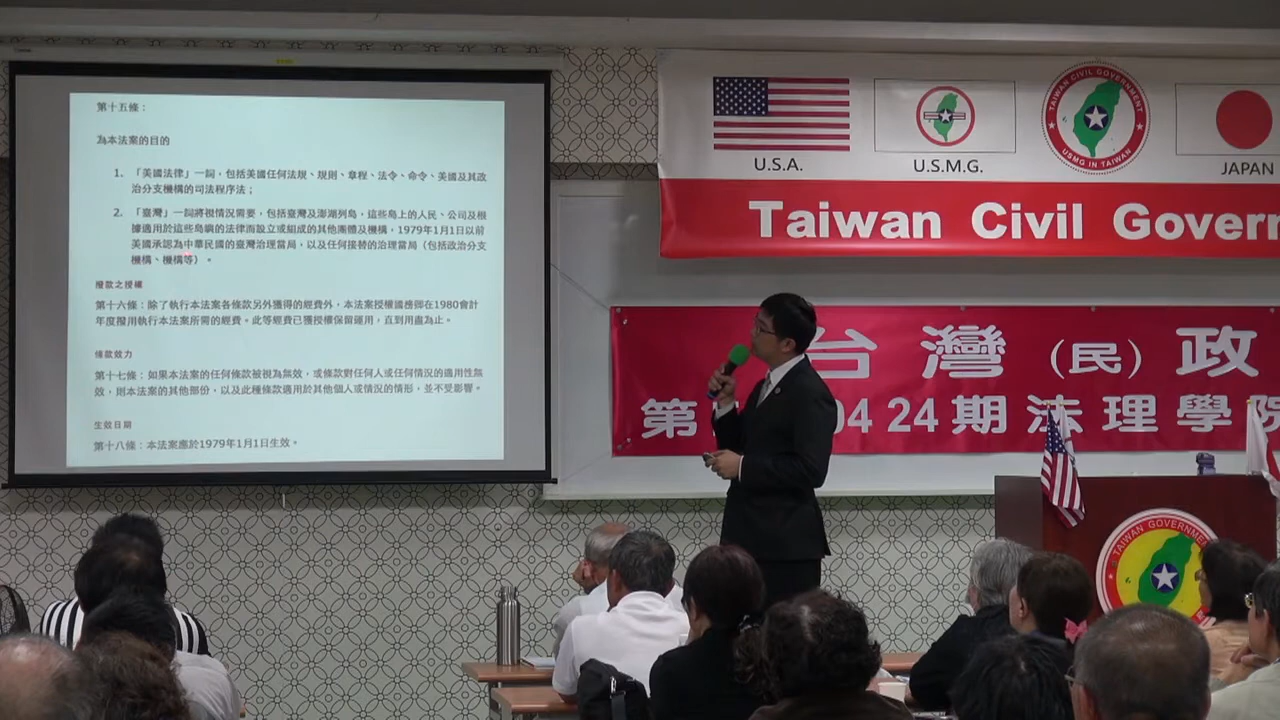 第十五條：
為本法案的目的
1. 「美國法律」一詞，包括美國任何法規、規則、章程、法令、命令、美國及其政
治分支機構的司法程序法；
2. 「臺灣」一詞將視情況需要，包括臺灣及澎湖列島，這些島上的人民、公司及根
據適用於這些島嶼的法律而設立或組成的其他團體及機構，1979年1月1日以前
美國承認為中華民國的臺灣治理當局，以及任何接替的治理當局（包括政治分支
機構、機構等）。
撥款之授權
第十六條：除了執行本法案各條款另外獲得的經費外，本法案授權國務卿在1980會計
年度撥用執行本法案所需的經費。此等經費已獲授權保留運用，直到用盡為止。
條款效力
第十七條：如果本法案的任何條款被視為無效，或條款對任何人或任何情況的適用性無
效，則本法案的其他部份，以及此種條款適用於其他個人或情況的情形，並不受影響。
生效日期
第十八條：本法案應於1979年1月1日生效。
U.S.A.
U.S.M.G.
TAIWAN CIVIL GOVERNMENT
USMG IN TAIWAN
JAPAN
Taiwan Civil Govern
台灣（民）政
第 04 24 期 法 理 學 院
TAIWAN GOVERNMENT